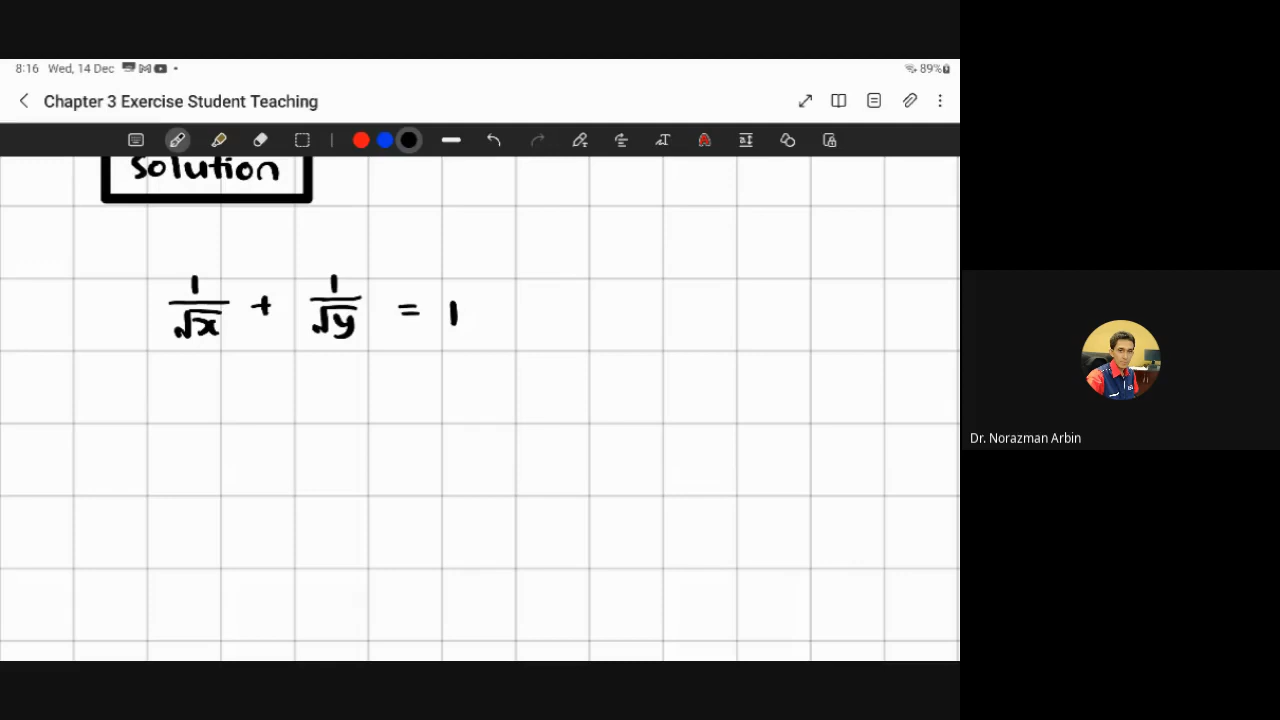 8:16 Wed, 14 Dec 89%
Chapter 3 Exercise Student Teaching
Solution
1/√x + 1/√y = 1
Dr. Norazman Arbin